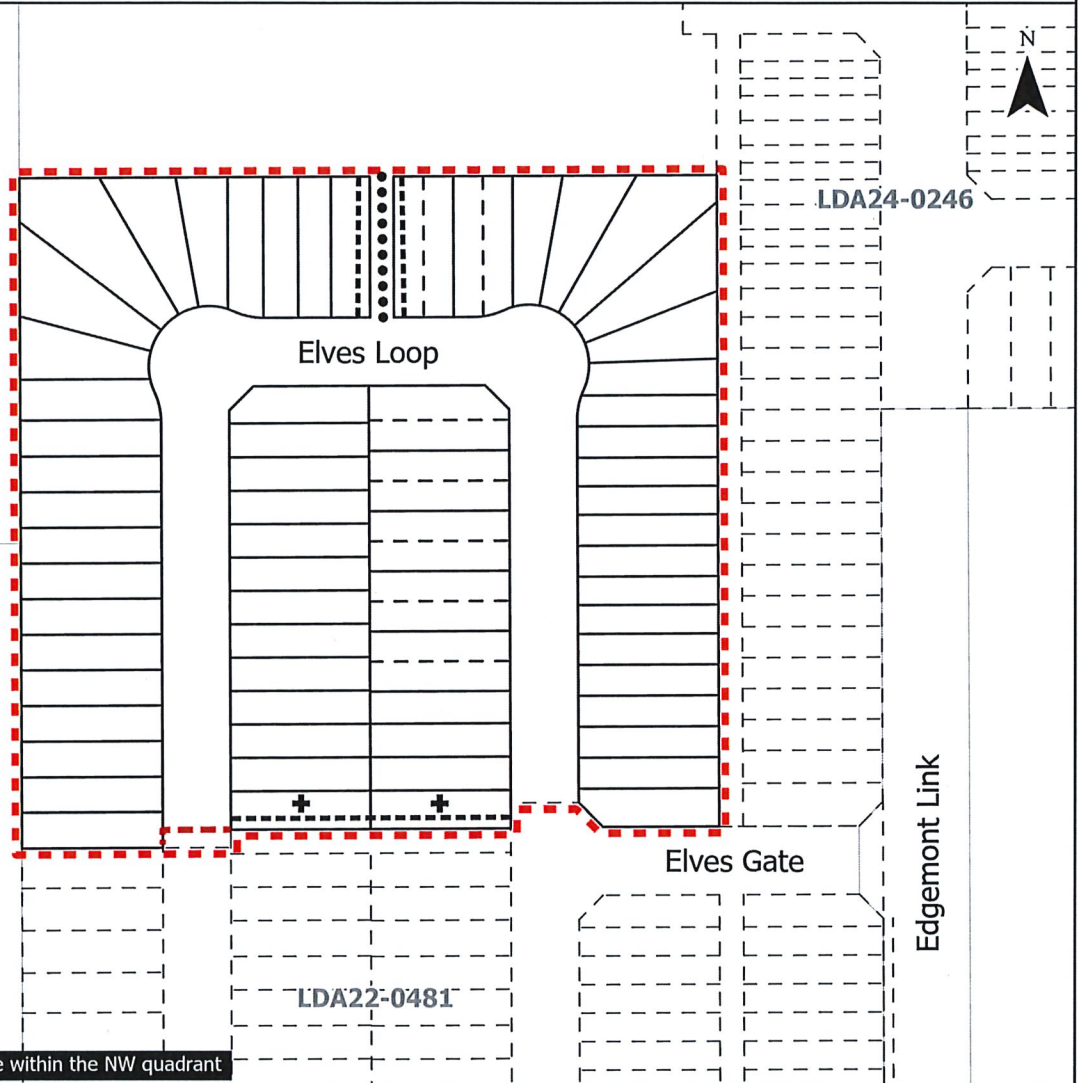 N
LDA24-0246
Elves Loop
Edgemont Link
Elves Gate
LDA22-0481
within the NW quadrant